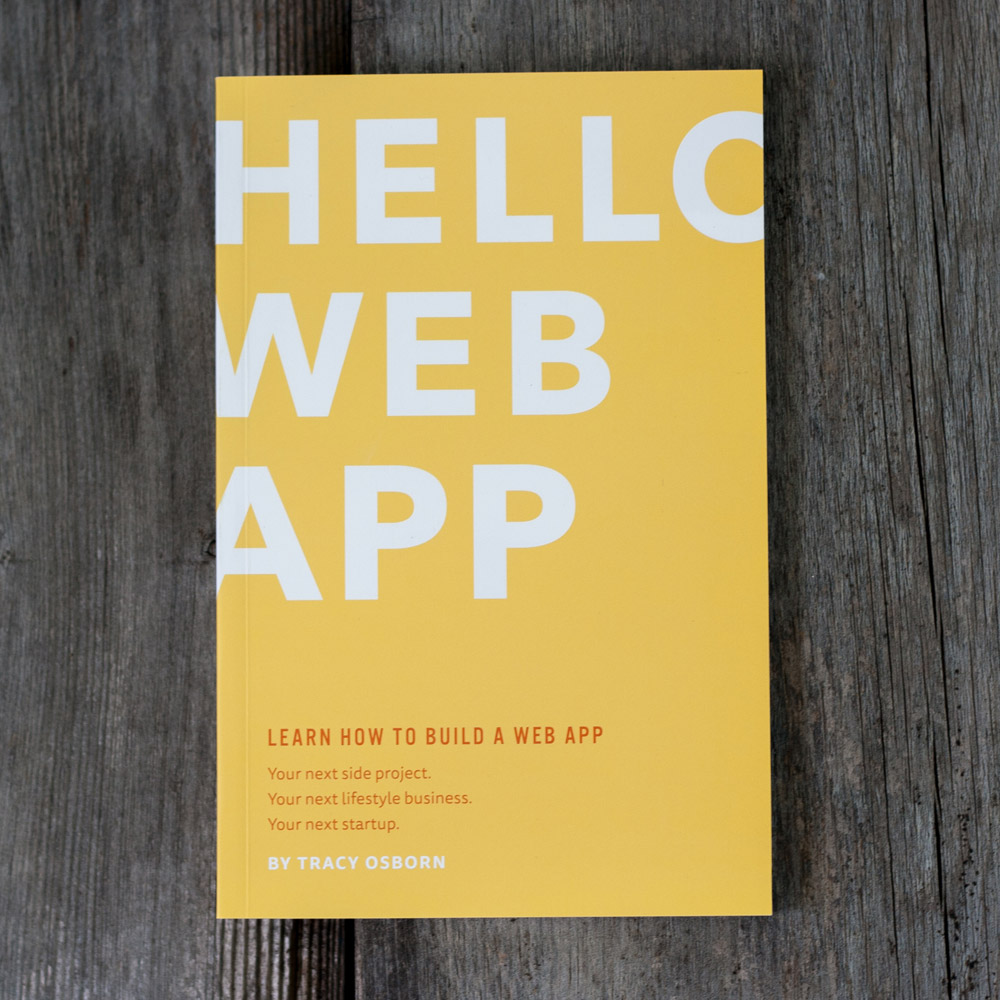 HELLO
WEB
APP
LEARN HOW TO BUILD A WEB APP
Your next side project.
Your next lifestyle business.
Your next startup.
BY TRACY OSBORN